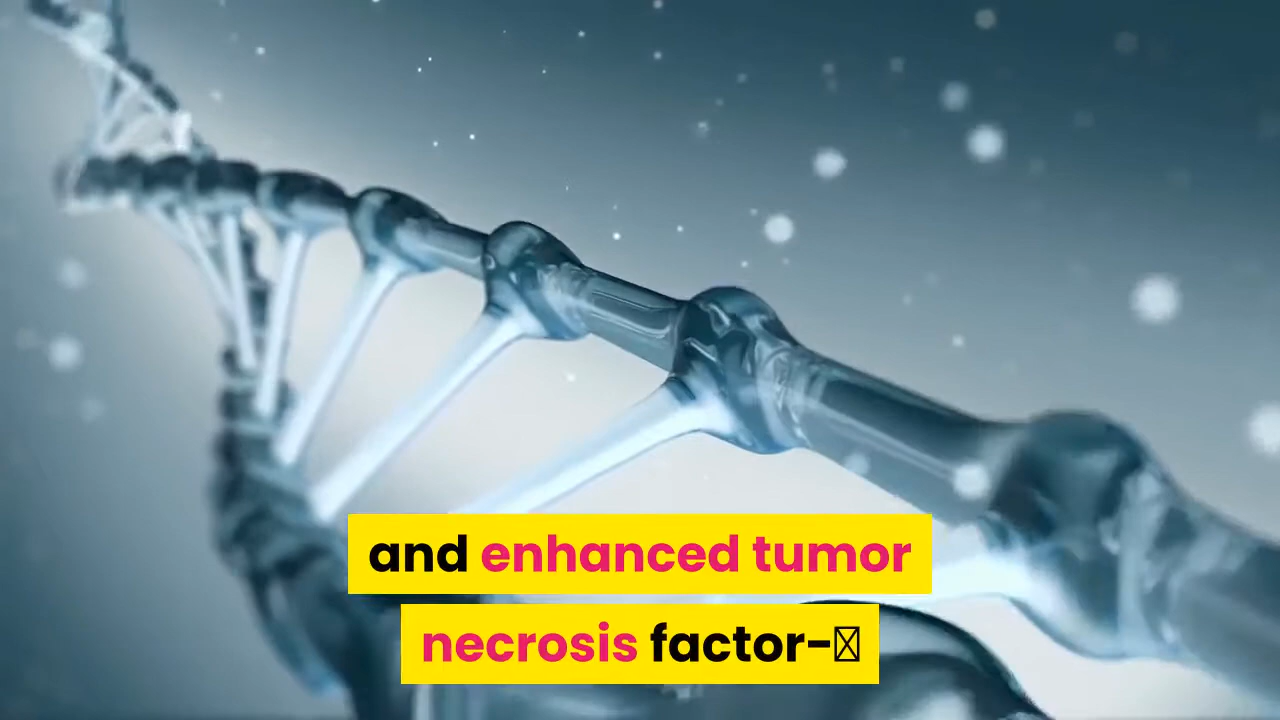 and enhanced tumor
necrosis factor-